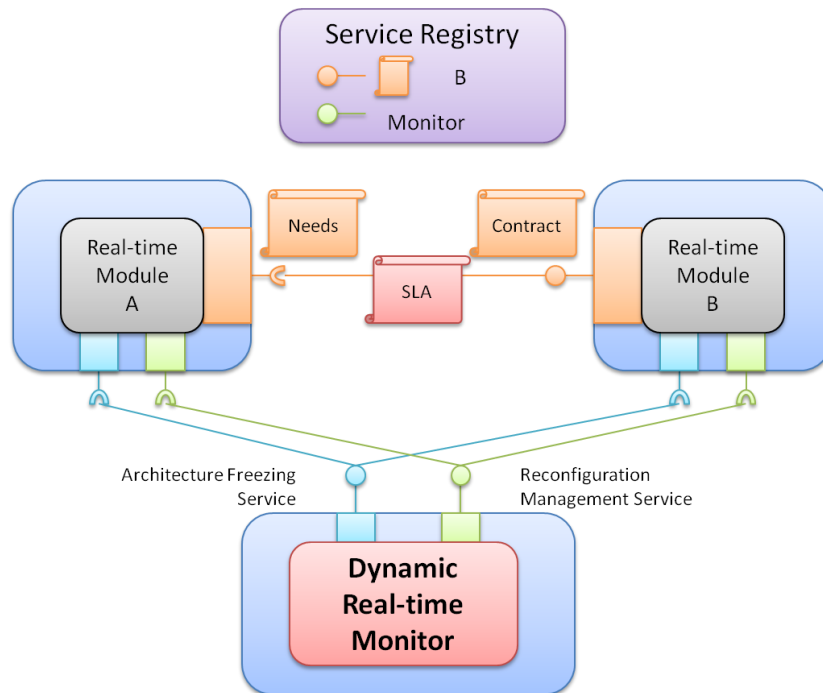 Service Registry
B
Monitor
Needs
Contract
Real-time
Module
A
SLA
Real-time
Module
B
Architecture Freezing
Service
Reconfiguration
Management Service
Dynamic
Real-time
Monitor